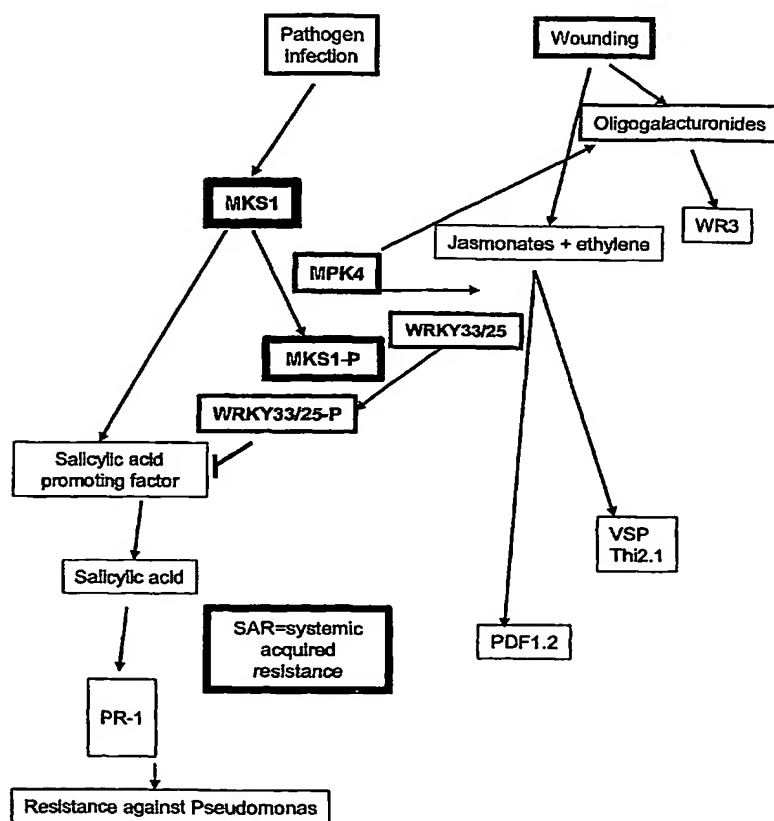 Pathogen
infection
Wounding
Oligogalacturonides
MKS1
WR3
Jasmonates + ethylene
MPK4
WRKY33/25
MKS1-P
WRKY33/25-P
Salicylic acid
promoting factor
VSP
Thi2.1
Salicylic acid
SAR=systemic
acquired
resistance
PDF1.2
PR-1
Resistance against Pseudomonas